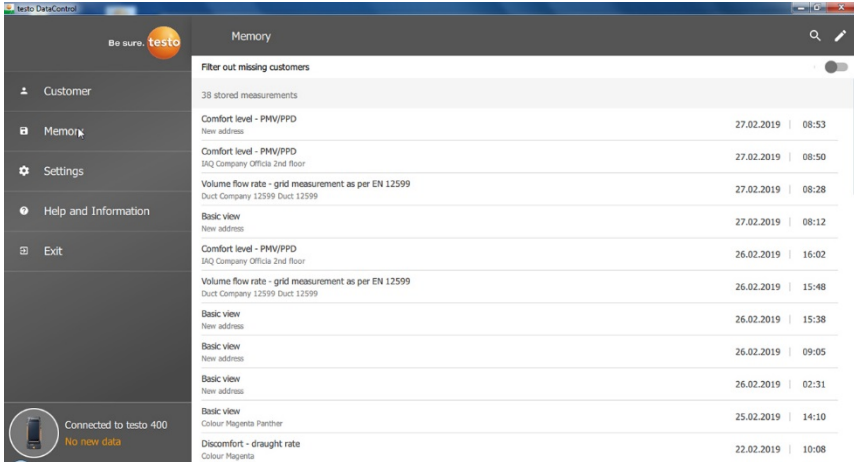 testo DataControl
Be sure. testo
Customer
Memory
Settings
Help and Information
Exit
Connected to testo 400
No new data
Memory
Filter out missing customers
38 stored measurements
Comfort level - PMV/PPD
New address
27.02.2019 | 08:53
Comfort level - PMV/PPD
IAQ Company Officia 2nd floor
27.02.2019 | 08:50
Volume flow rate - grid measurement as per EN 12599
Duct Company 12599 Duct 12599
27.02.2019 | 08:28
Basic view
New address
27.02.2019 | 08:12
Comfort level - PMV/PPD
IAQ Company Officia 2nd floor
26.02.2019 | 16:02
Volume flow rate - grid measurement as per EN 12599
Duct Company 12599 Duct 12599
26.02.2019 | 15:48
Basic view
New address
26.02.2019 | 15:38
Basic view
New address
26.02.2019 | 09:05
Basic view
New address
26.02.2019 | 02:31
Basic view
Colour Magenta Panther
25.02.2019 | 14:10
Discomfort - draught rate
Colour Magenta
22.02.2019 | 10:08